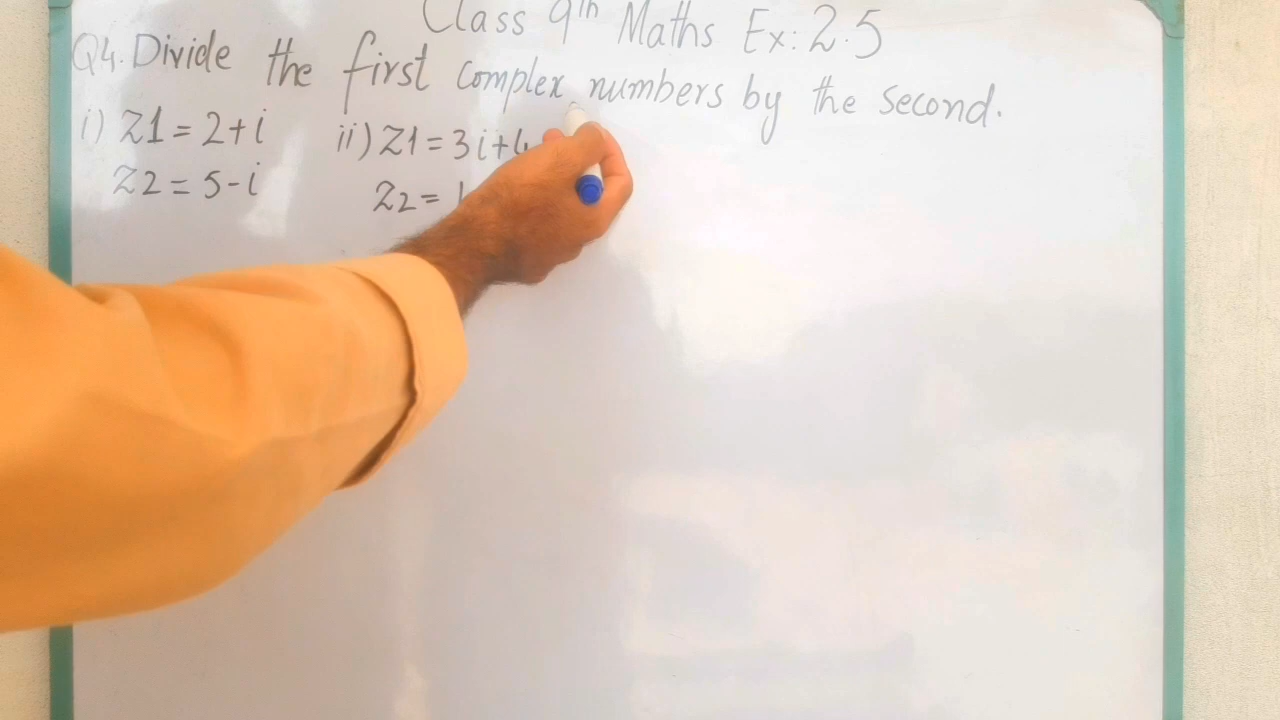 Class 9th Maths Ex: 2.5
Q4. Divide the first complex numbers by the second.
i) Z1 = 2+i
Z2 = 5-i
ii) Z1 = 3i+4
Z2 =